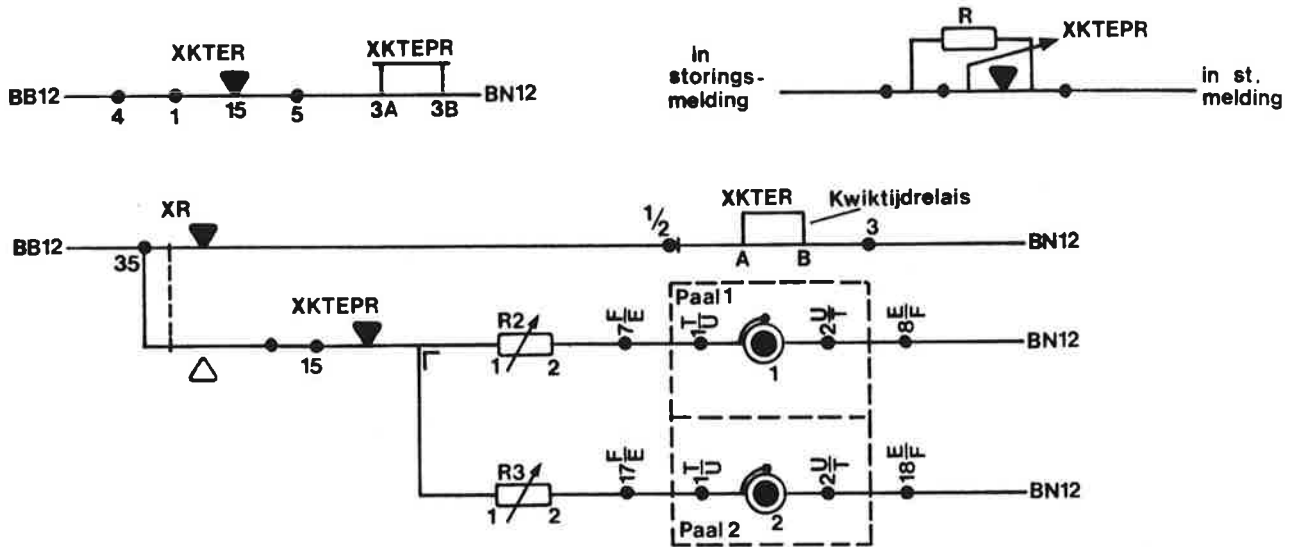 XKTER
XKTEPR
BB12
4
1
15
5
3A
3B
BN12
R
XKTEPR
in
storings-
melding
in st.
melding
XR
BB12
35
1/2
XKTER
Kwiktijdrelais
A
B
3
BN12
XKTEPR
15
R2
1
2
7 F/E
Paal 1
1 T/U
1
2 U/T
8 E/F
BN12
R3
1
2
17 F/E
1 T/U
2
2 U/T
18 E/F
BN12
Paal 2